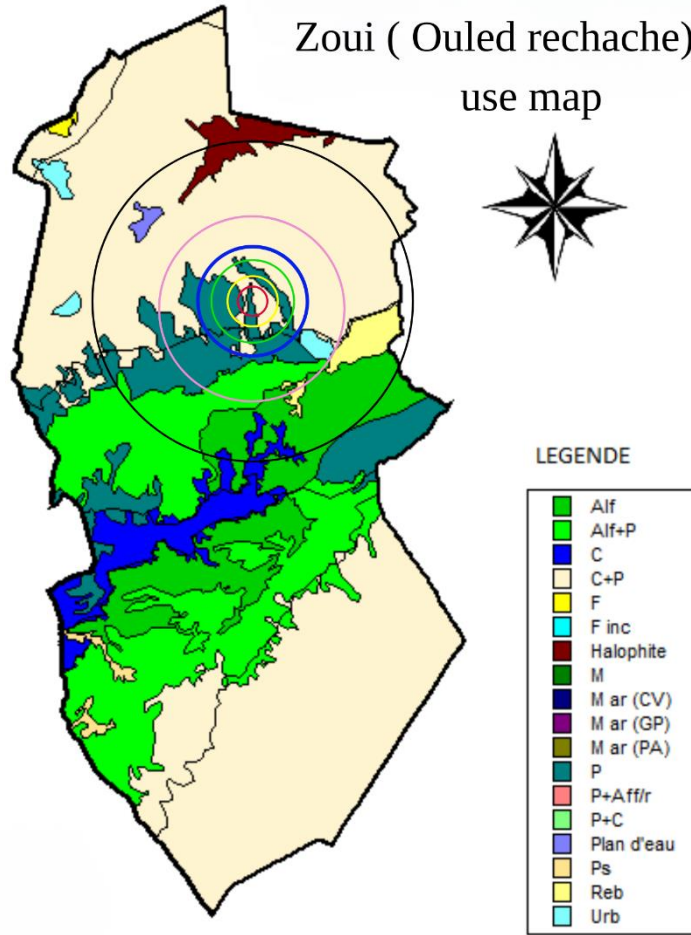 Zoui ( Ouled rechache)
use map
LEGENDE
Alf
Alf+P
C
C+P
F
F inc
Halophite
M
M ar (CV)
M ar (GP)
M ar (PA)
P
P+Aff/r
P+C
Plan d'eau
Ps
Reb
Urb